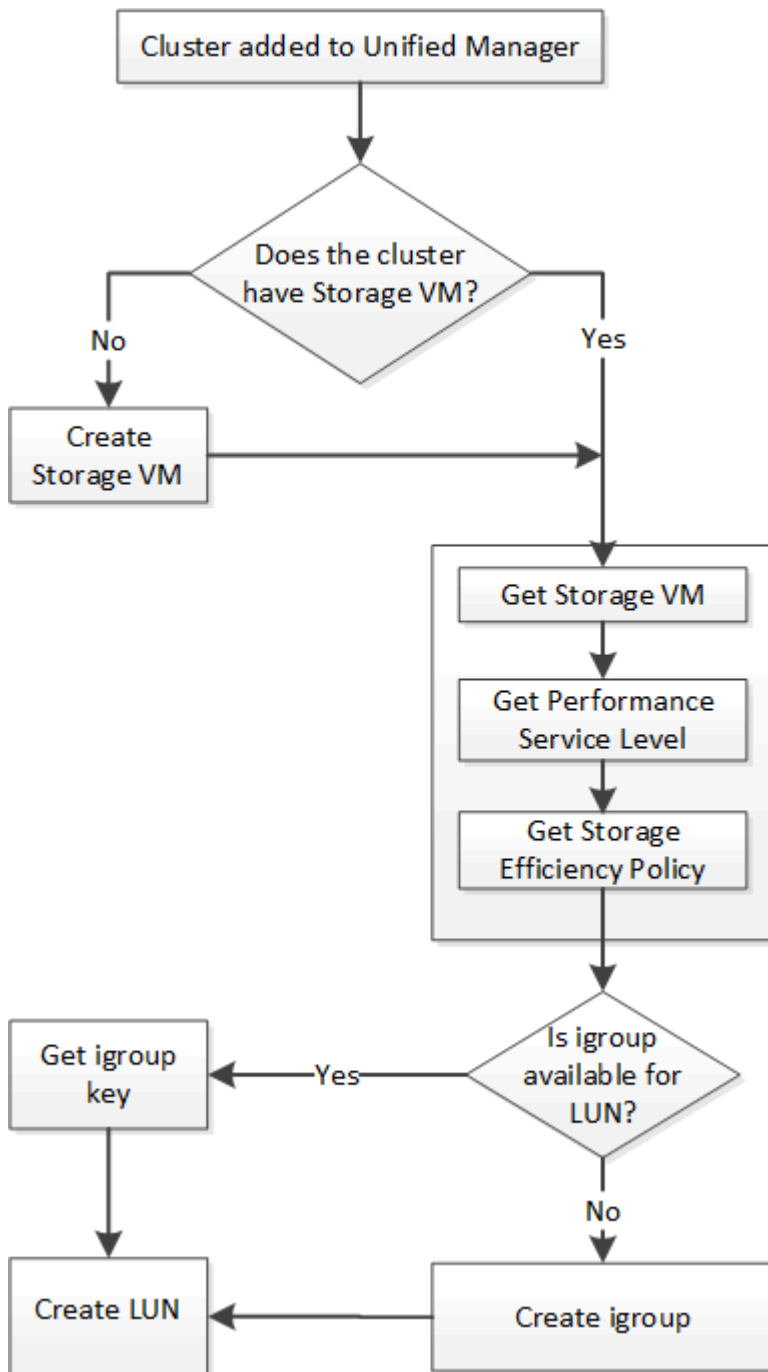 Cluster added to Unified Manager
Does the cluster
have Storage VM?
No
Yes
Create
Storage VM
Get Storage VM
Get Performance
Service Level
Get Storage
Efficiency Policy
Is igroup
available for
LUN?
Yes
Get igroup
key
No
Create LUN
Create igroup